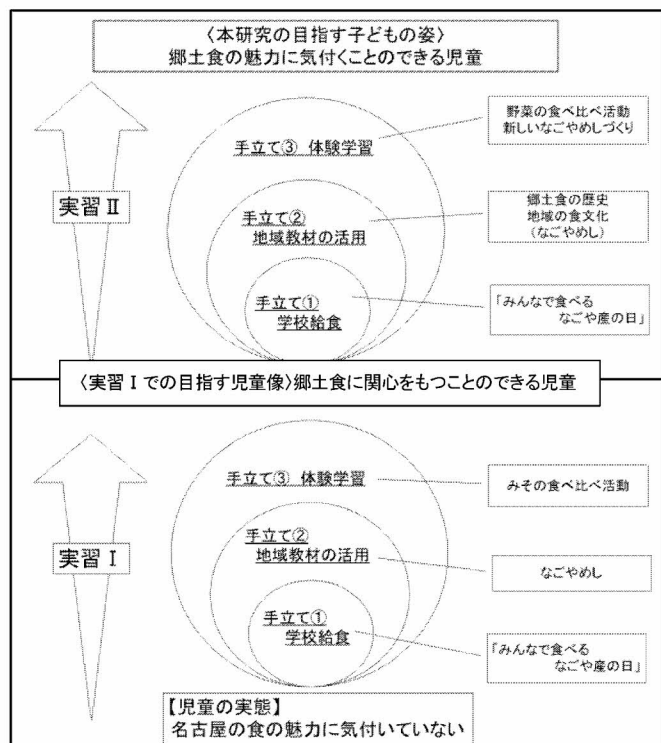 〈本研究の目指す子どもの姿〉
郷土食の魅力に気付くことのできる児童
野菜の食べ比べ活動
新しいなごやめしづくり
手立て③ 体験学習
実習Ⅱ
手立て②
地域教材の活用
郷土食の歴史
地域の食文化
(なごやめし)
手立て①
学校給食
「みんなで食べる
なごや産の日」
〈実習Ⅰでの目指す児童像〉郷土食に関心をもつことのできる児童
手立て③ 体験学習
みその食べ比べ活動
実習Ⅰ
手立て②
地域教材の活用
なごやめし
手立て①
学校給食
「みんなで食べる
なごや産の日」
【児童の実態】
名古屋の食の魅力に気付いていない